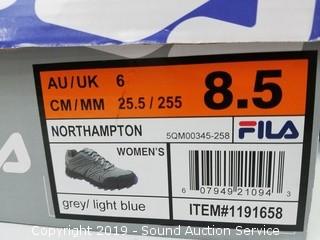 AU/UK 6 8.5
CM/MM 25.5/255
NORTHAMPTON 5QM00345-258 FILA
WOMEN'S
6 07949 21094 3
grey/ light blue ITEM#1191658
Copyright 2019 - Sound Auction Service